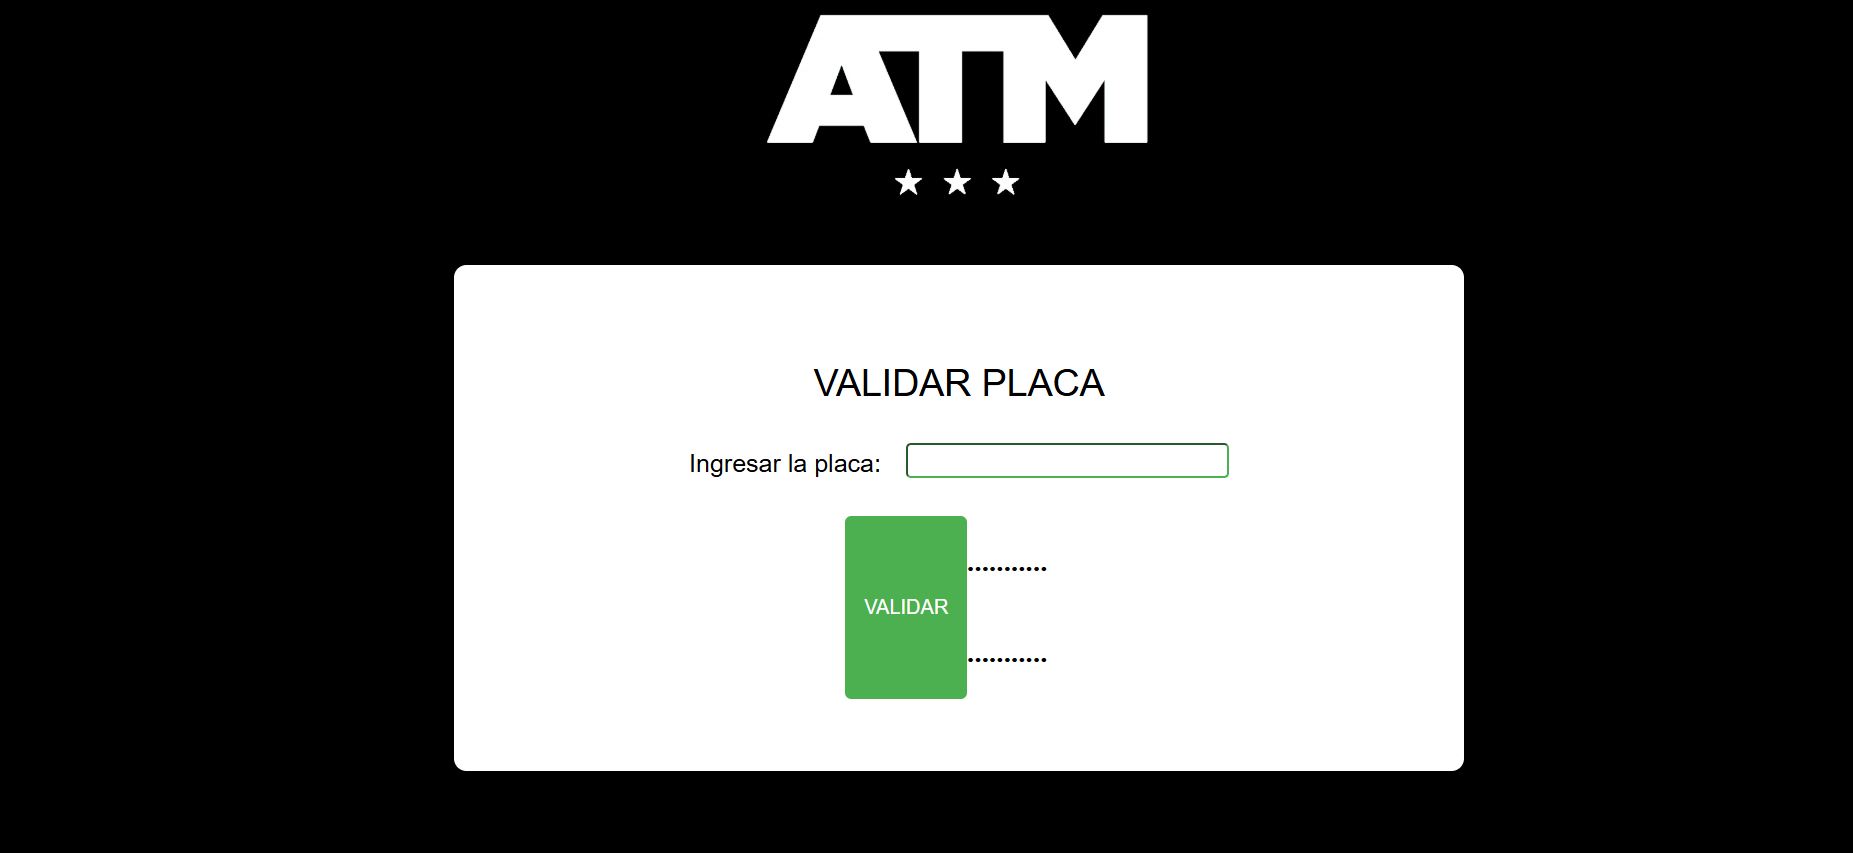 ATM
★ ★ ★
VALIDAR PLACA
Ingresar la placa:
...........
VALIDAR
...........